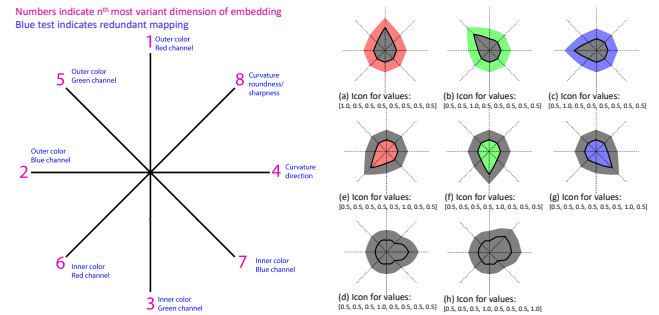 Numbers indicate nth most variant dimension of embedding
Blue test indicates redundant mapping
1 Outer color
Red channel
5 Outer color
Green channel
8 Curvature
roundness/
sharpness
Outer color
Blue channel
2
4 Curvature
direction
6 Inner color
Red channel
7 Inner color
Blue channel
3 Inner color
Green channel
(a) Icon for values:
[1.0, 0.5, 0.5, 0.5, 0.5, 0.5, 0.5, 0.5]
(b) Icon for values:
[0.5, 0.5, 1.0, 0.5, 0.5, 0.5, 0.5, 0.5]
(c) Icon for values:
[0.5, 1.0, 0.5, 0.5, 0.5, 0.5, 0.5, 0.5]
(e) Icon for values:
[0.5, 0.5, 0.5, 0.5, 0.5, 1.0, 0.5, 0.5]
(f) Icon for values:
[0.5, 0.5, 0.5, 0.5, 1.0, 0.5, 0.5, 0.5]
(g) Icon for values:
[0.5, 0.5, 0.5, 0.5, 0.5, 0.5, 1.0, 0.5]
(d) Icon for values:
[0.5, 0.5, 0.5, 1.0, 0.5, 0.5, 0.5, 0.5]
(h) Icon for values:
[0.5, 0.5, 0.5, 1.0, 0.5, 0.5, 0.5, 1.0]